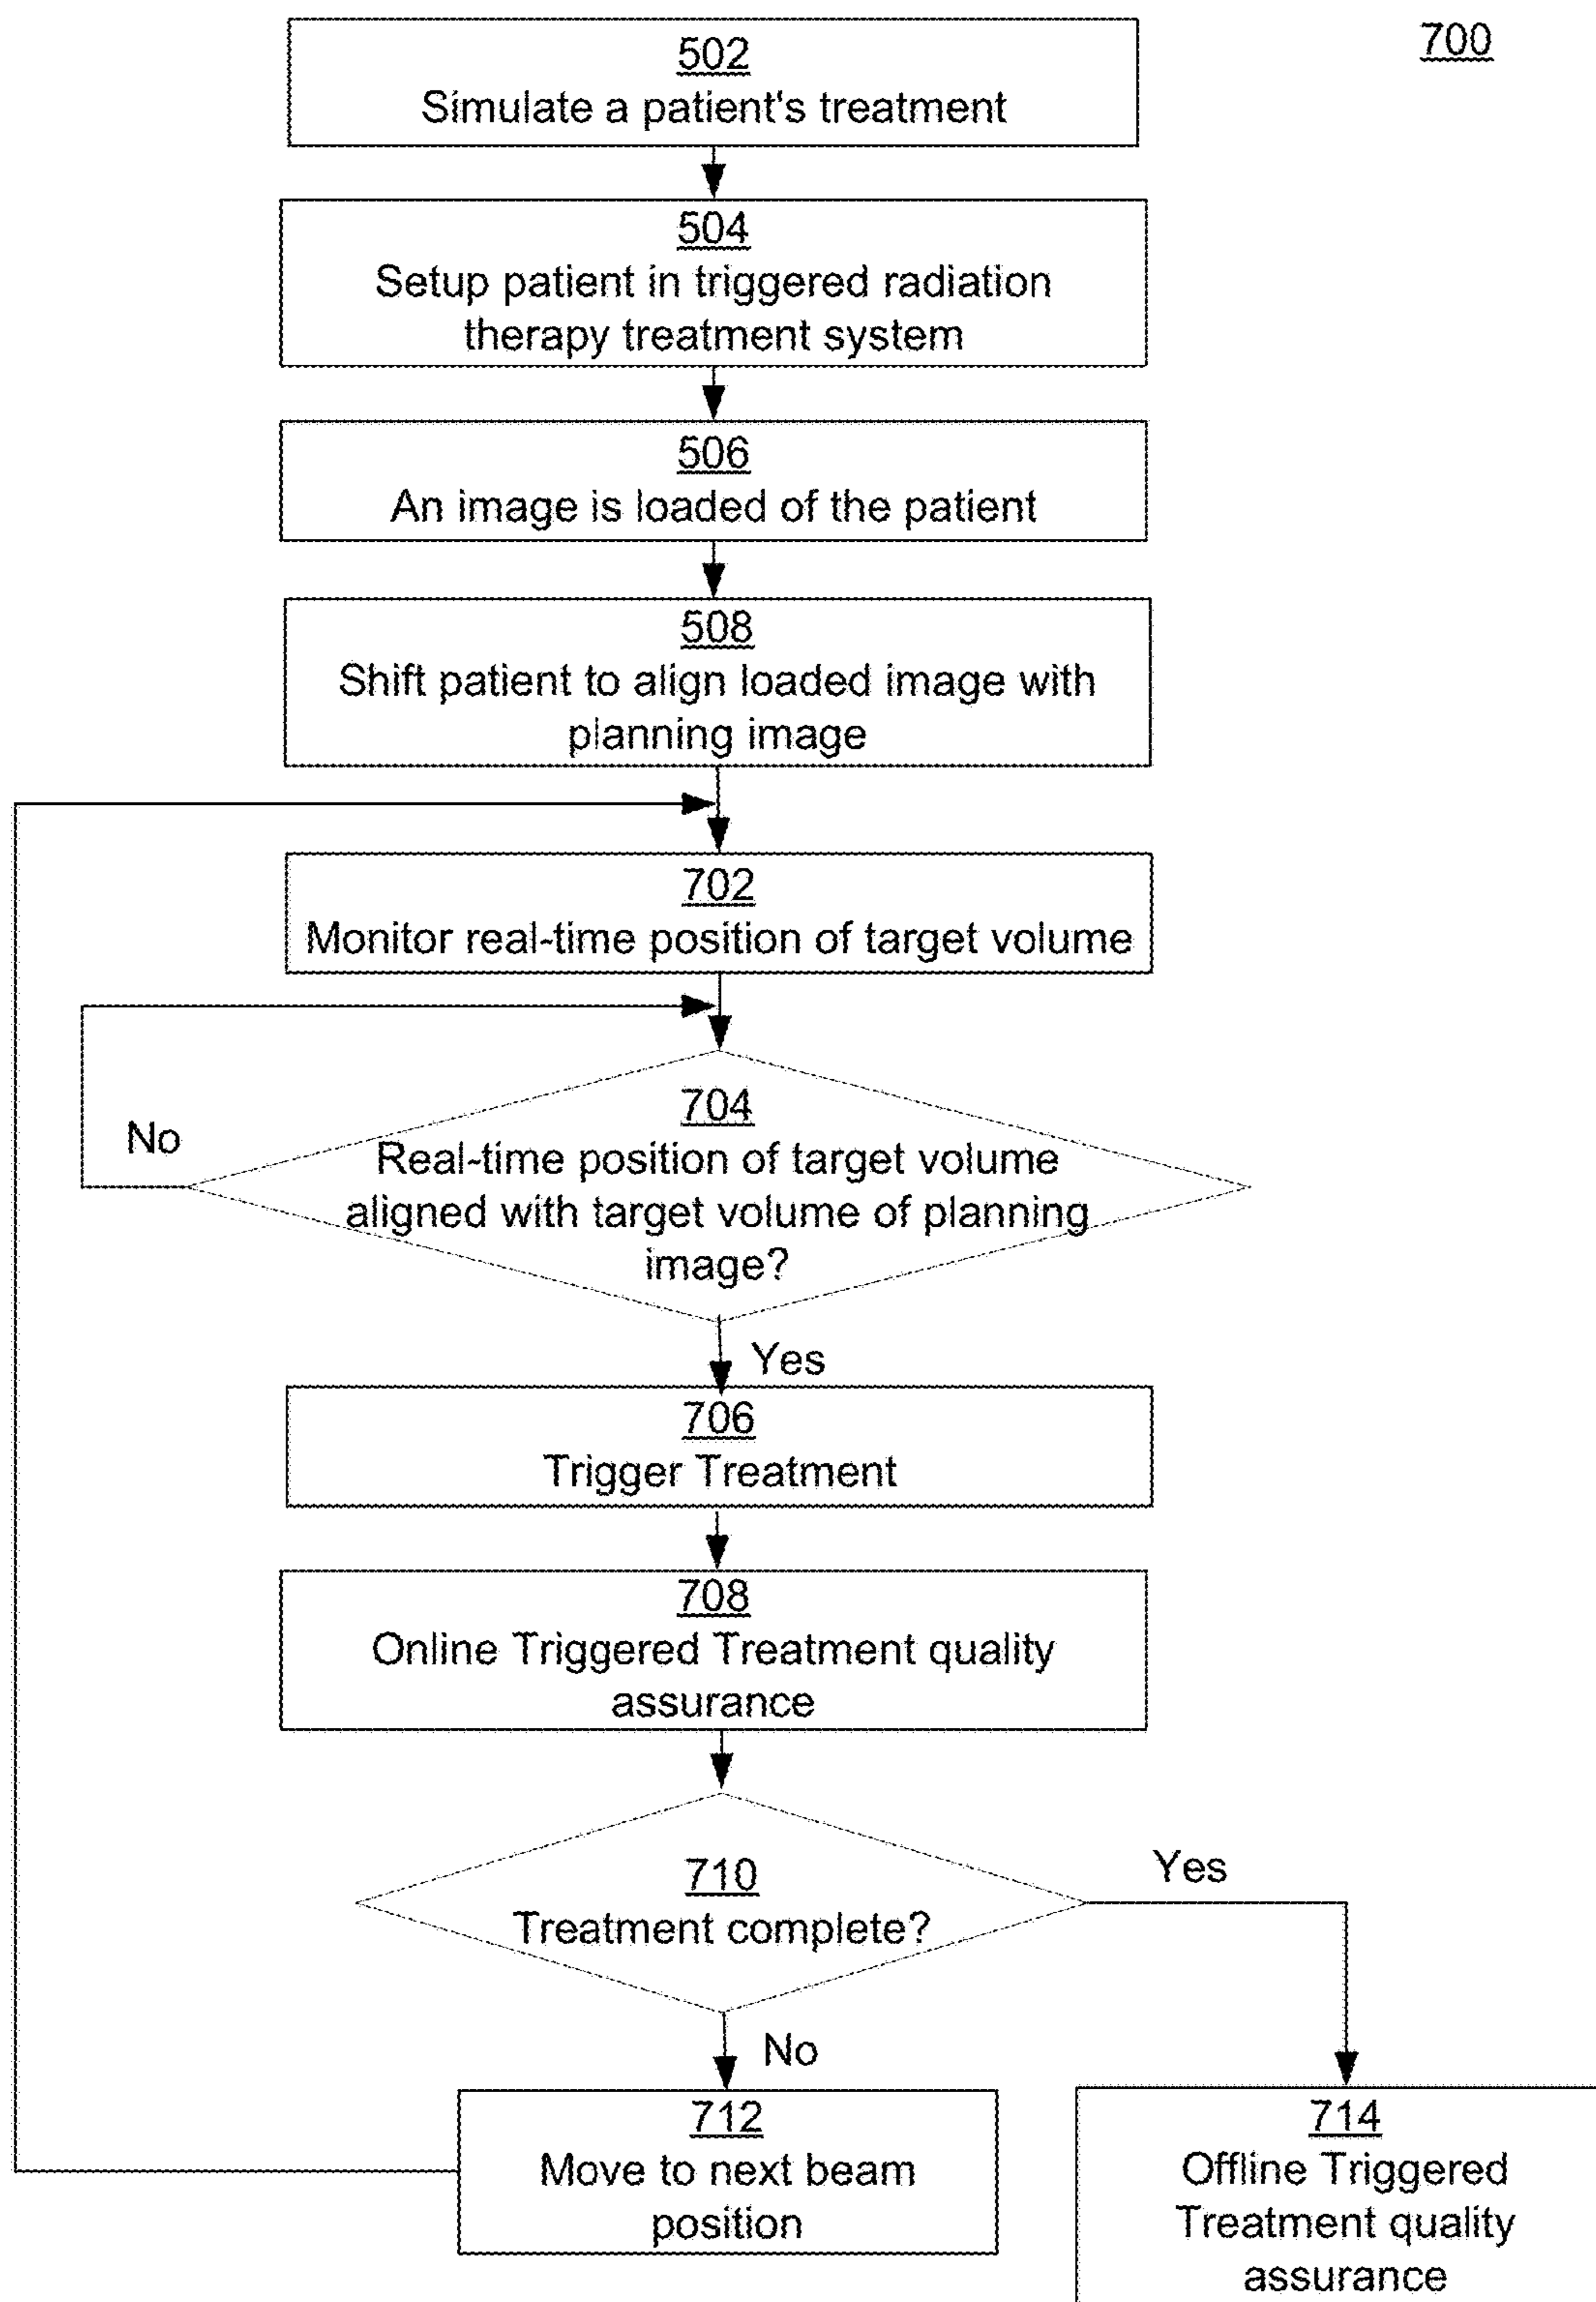 700
502
Simulate a patient's treatment
504
Setup patient in triggered radiation
therapy treatment system
506
An image is loaded of the patient
508
Shift patient to align loaded image with
planning image
702
Monitor real-time position of target volume
704
No
Real-time position of target volume
aligned with target volume of planning
image?
Yes
706
Trigger Treatment
708
Online Triggered Treatment quality
assurance
710
Yes
Treatment complete?
No
712
Move to next beam
position
714
Offline Triggered
Treatment quality
assurance